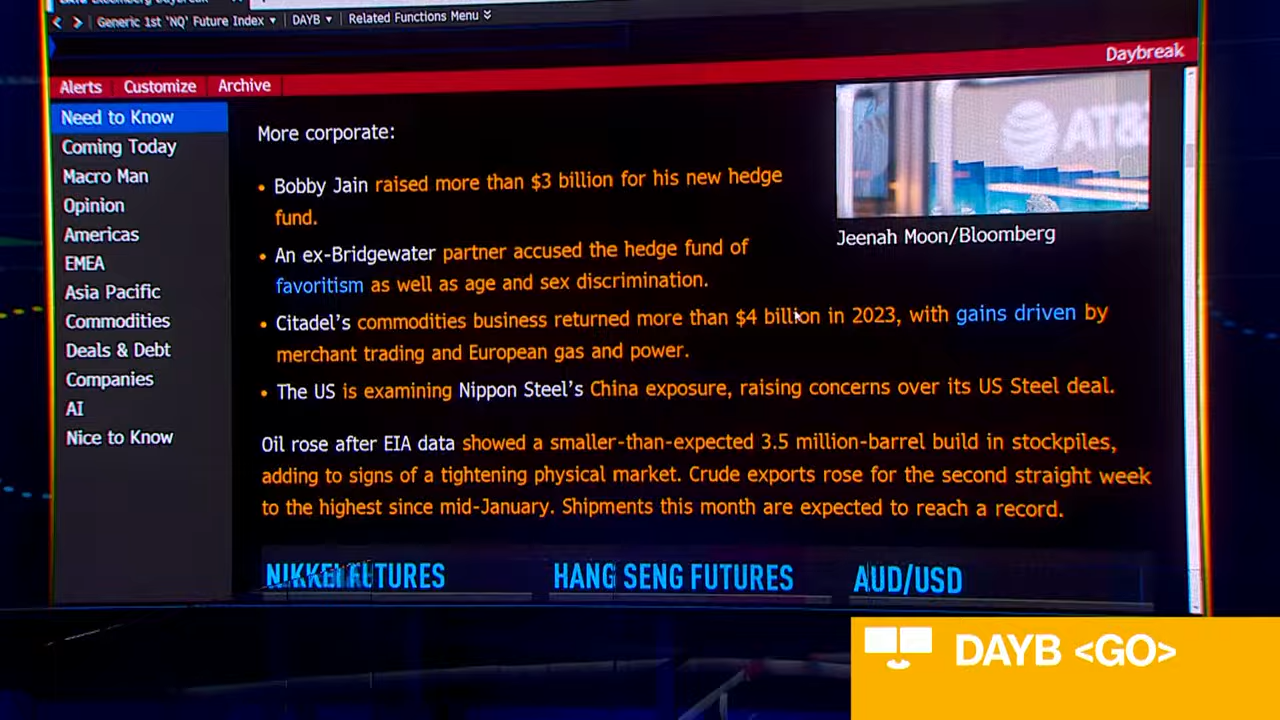 Generic 1st 'NQ' Future Index ▾ DAYB ▾ Related Functions Menu
Daybreak
Alerts Customize Archive
Need to Know
Coming Today
Macro Man
Opinion
Americas
EMEA
Asia Pacific
Commodities
Deals & Debt
Companies
AI
Nice to Know
More corporate:
• Bobby Jain raised more than $3 billion for his new hedge
fund.
• An ex-Bridgewater partner accused the hedge fund of
favoritism as well as age and sex discrimination.
• Citadel's commodities business returned more than $4 billion in 2023, with gains driven by
merchant trading and European gas and power.
• The US is examining Nippon Steel's China exposure, raising concerns over its US Steel deal.
Oil rose after EIA data showed a smaller-than-expected 3.5 million-barrel build in stockpiles,
adding to signs of a tightening physical market. Crude exports rose for the second straight week
to the highest since mid-January. Shipments this month are expected to reach a record.
AT&
Jeenah Moon/Bloomberg
NIKKEI FUTURES
HANG SENG FUTURES
AUD/USD
DAYB <GO>